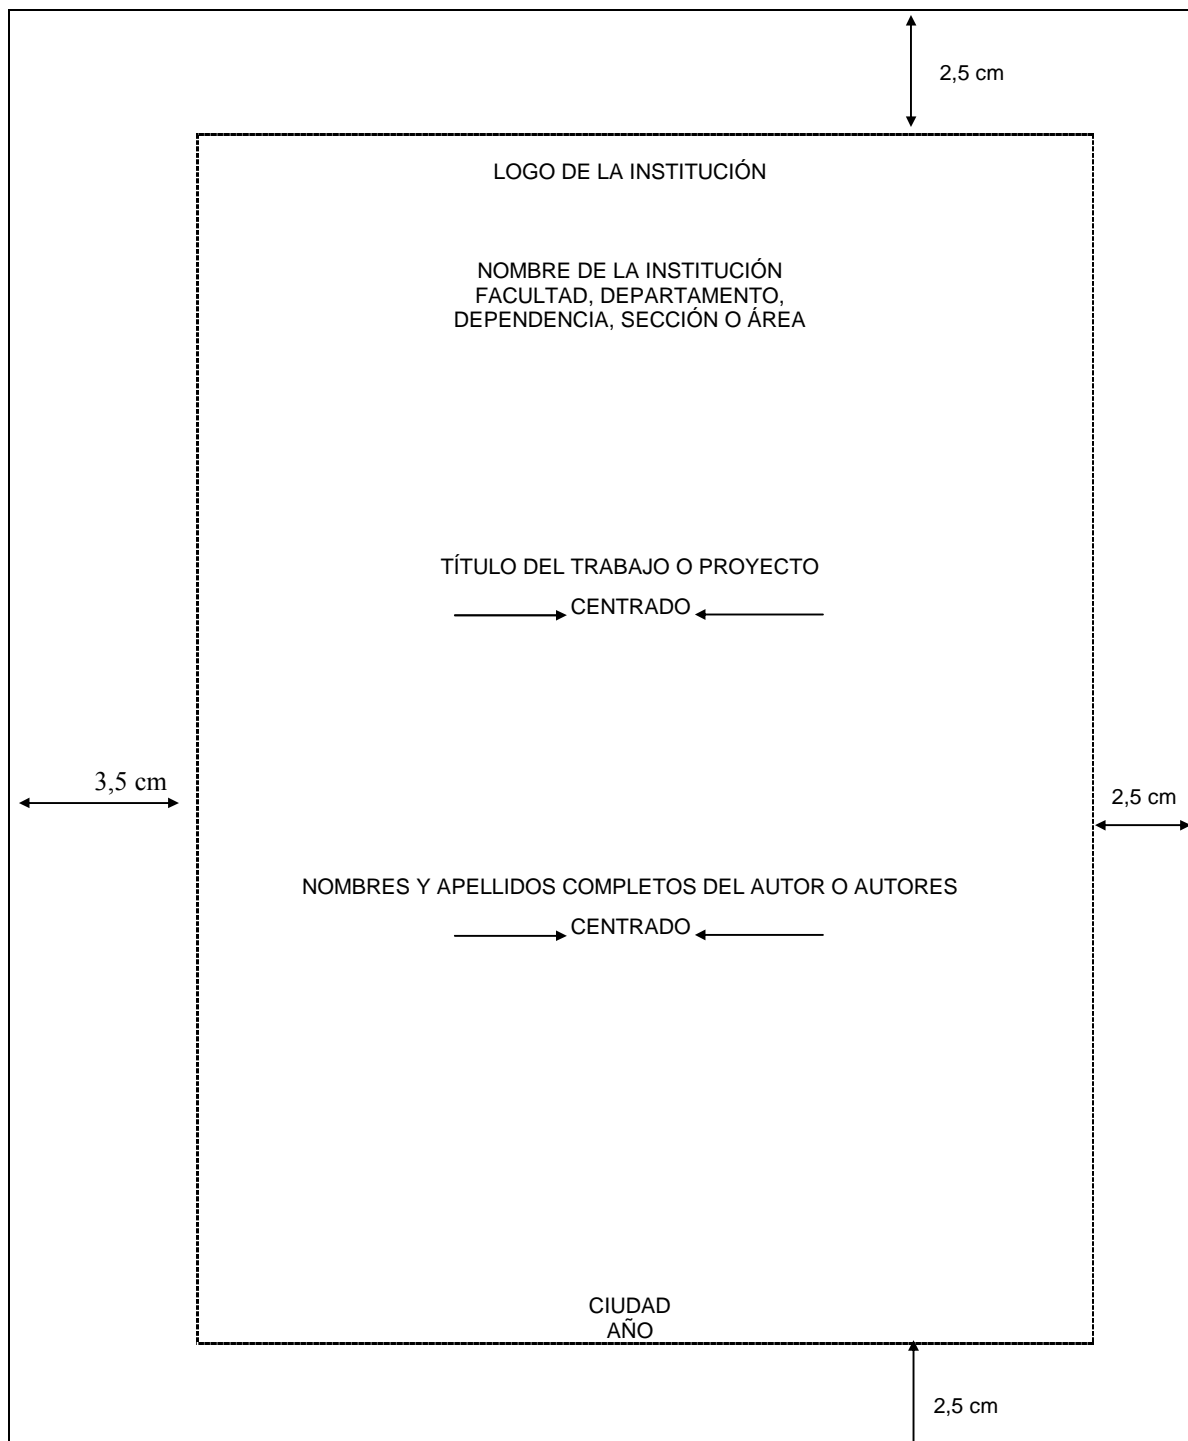 2,5 cm
LOGO DE LA INSTITUCIÓN
NOMBRE DE LA INSTITUCIÓN
FACULTAD, DEPARTAMENTO,
DEPENDENCIA, SECCIÓN O ÁREA
TÍTULO DEL TRABAJO O PROYECTO
CENTRADO
3,5 cm
2,5 cm
NOMBRES Y APELLIDOS COMPLETOS DEL AUTOR O AUTORES
CENTRADO
CIUDAD
AÑO
2,5 cm